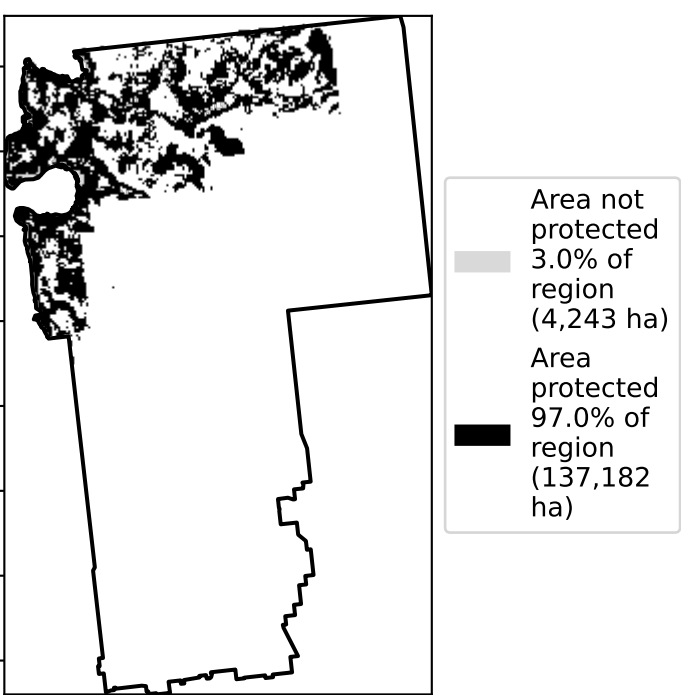 Area not
protected
3.0% of
region
(4,243 ha)
Area
protected
97.0% of
region
(137,182
ha)